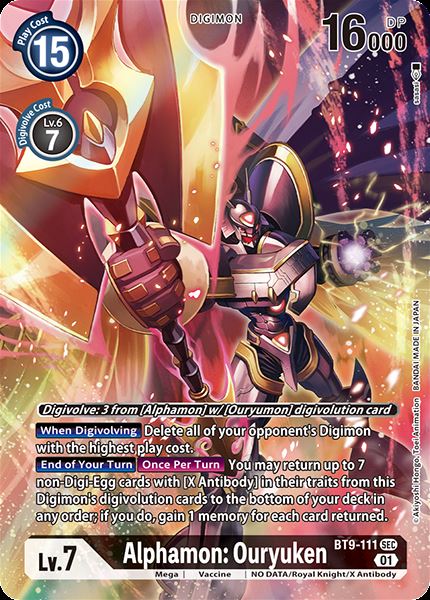 DIGIMON
Play Cost
15
DP
16000
Digivolve Cost
Lv.6
7
sasasi
©Akiyoshi Hongo, Toei Animation BANDAI MADE IN JAPAN
Digivolve: 3 from [Alphamon] w/ [Ouryumon] digivolution card
When Digivolving Delete all of your opponent's Digimon
with the highest play cost.
End of Your Turn Once Per Turn You may return up to 7
non-Digi-Egg cards with [X Antibody] in their traits from this
Digimon's digivolution cards to the bottom of your deck in
any order; if you do, gain 1 memory for each card returned.
Lv.7 Alphamon: Ouryuken BT9-111 SEC
01
Mega | Vaccine | NO DATA/Royal Knight/X Antibody